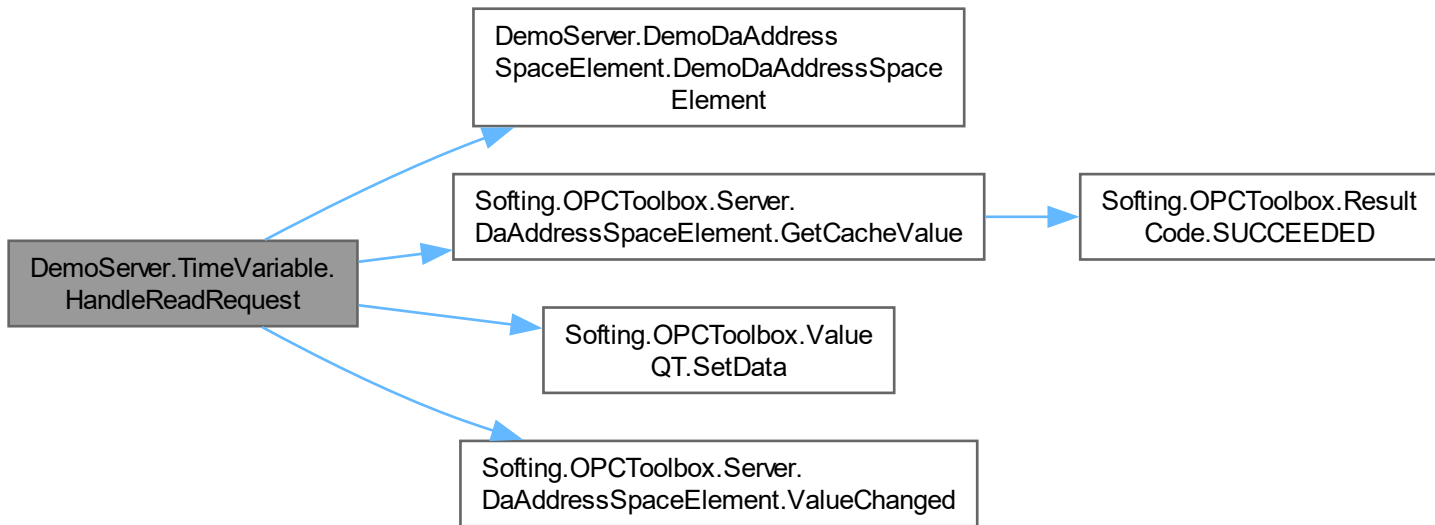 DemoServer.DemoDaAddress
SpaceElement.DemoDaAddressSpace
Element
Softing.OPCToolbox.Server.
DaAddressSpaceElement.GetCacheValue
Softing.OPCToolbox.Result
Code.SUCCEEDED
DemoServer.TimeVariable.
HandleReadRequest
Softing.OPCToolbox.Value
QT.SetData
Softing.OPCToolbox.Server.
DaAddressSpaceElement.ValueChanged